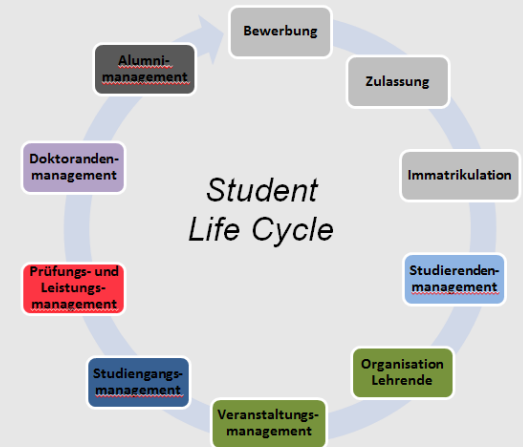 Bewerbung
Zulassung
Immatrikulation
Studierenden-
management
Organisation
Lehrende
Veranstaltungs-
management
Studiengangs-
management
Prüfungs- und
Leistungs-
management
Doktoranden-
management
Alumni-
management
Student
Life Cycle